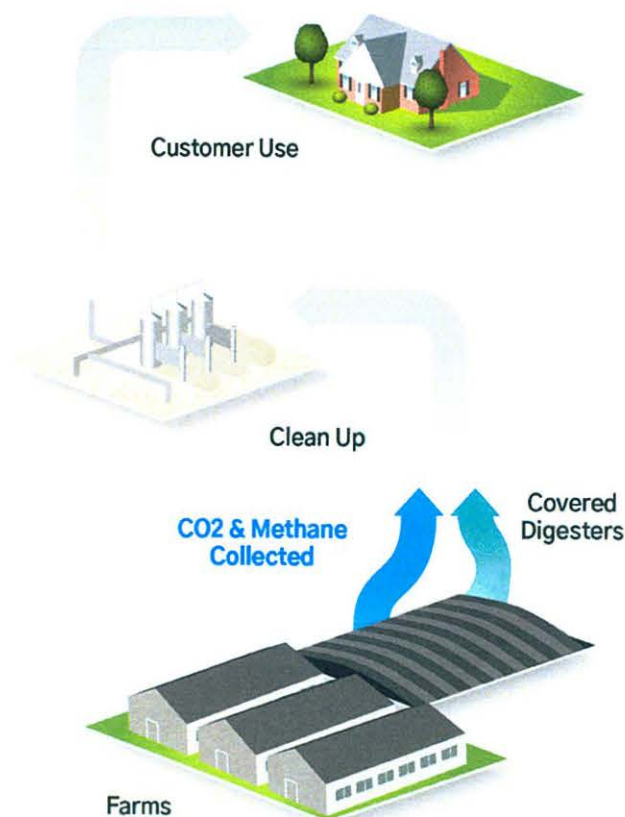 Customer Use
Clean Up
CO2 & Methane
Collected
Covered
Digesters
Farms